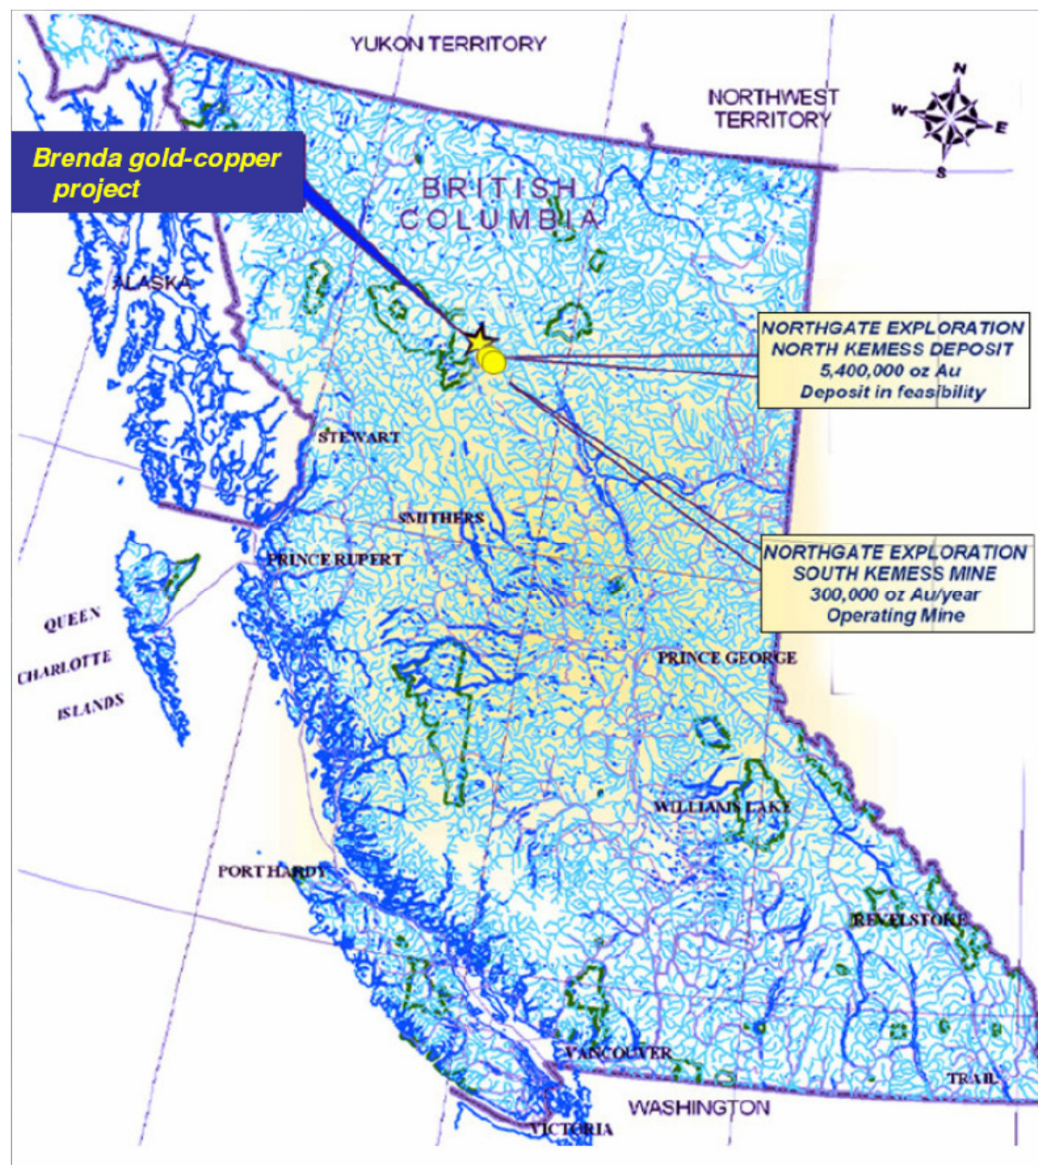 YUKON TERRITORY
NORTHWEST
TERRITORY
N
W
E
S
Brenda gold-copper
project
BRITISH
COLUMBIA
ALASKA
NORTHGATE EXPLORATION
NORTH KEMESS DEPOSIT
5,400,000 oz Au
Deposit in feasibility
STEWART
SMITHERS
NORTHGATE EXPLORATION
SOUTH KEMESS MINE
300,000 oz Au/year
Operating Mine
PRINCE RUPERT
QUEEN
CHARLOTTE
ISLANDS
PRINCE GEORGE
WILLIAMS LAKE
PORT HARDY
REVELSTOKE
VANCOUVER
TRAIL
WASHINGTON
VICTORIA